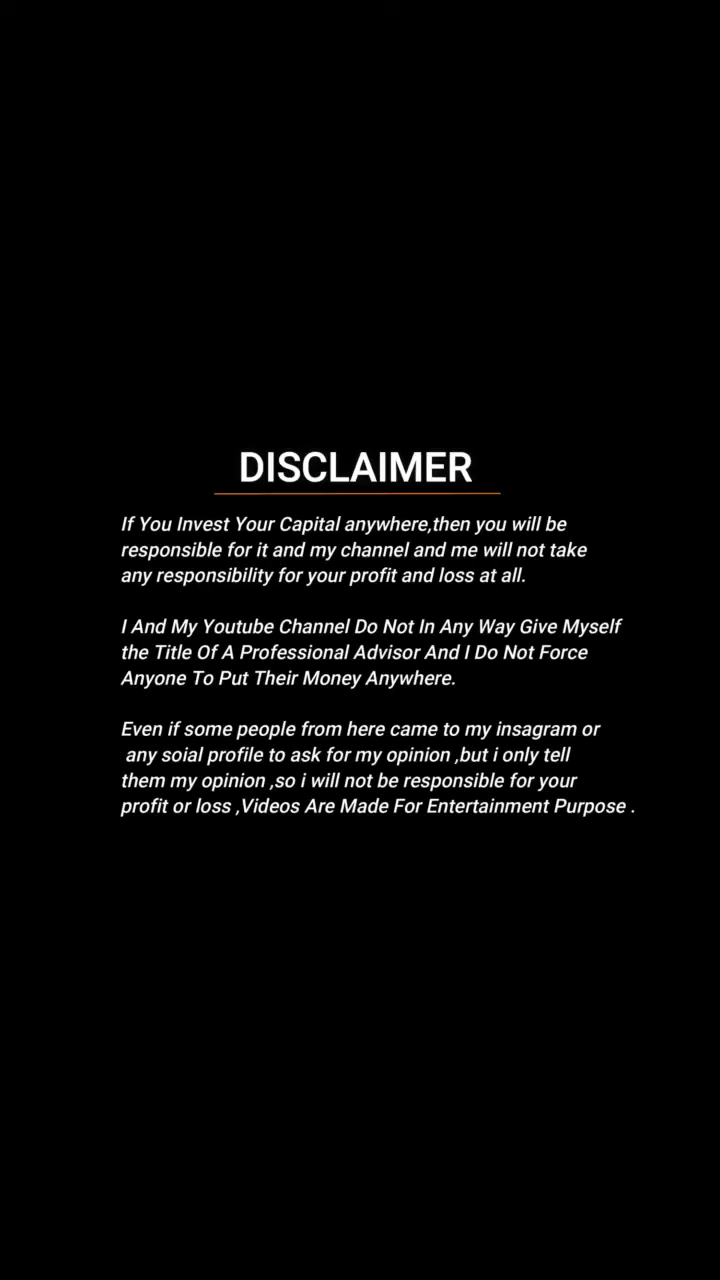 DISCLAIMER
If You Invest Your Capital anywhere,then you will be
responsible for it and my channel and me will not take
any responsibility for your profit and loss at all.
I And My Youtube Channel Do Not In Any Way Give Myself
the Title Of A Professional Advisor And I Do Not Force
Anyone To Put Their Money Anywhere.
Even if some people from here came to my insagram or
any soial profile to ask for my opinion ,but i only tell
them my opinion ,so i will not be responsible for your
profit or loss ,Videos Are Made For Entertainment Purpose .